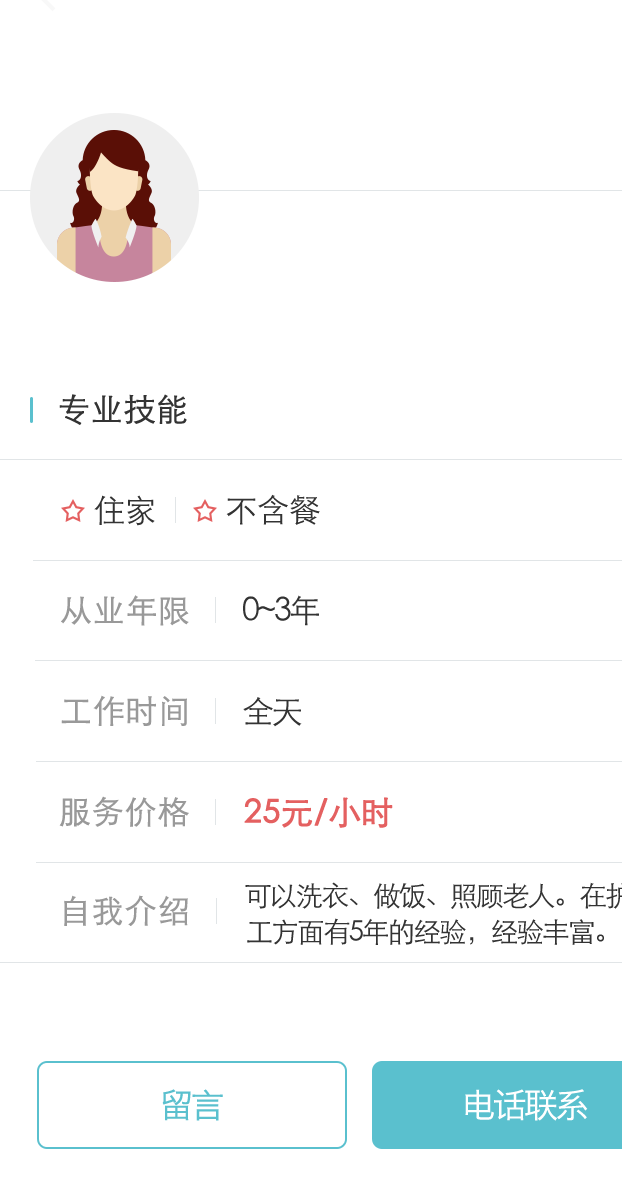 专业技能
住家 不含餐
从业年限 0~3年
工作时间 全天
服务价格 25元/小时
自我介绍 可以洗衣、做饭、照顾老人。在护
工方面有5年的经验，经验丰富。
留言 电话联系